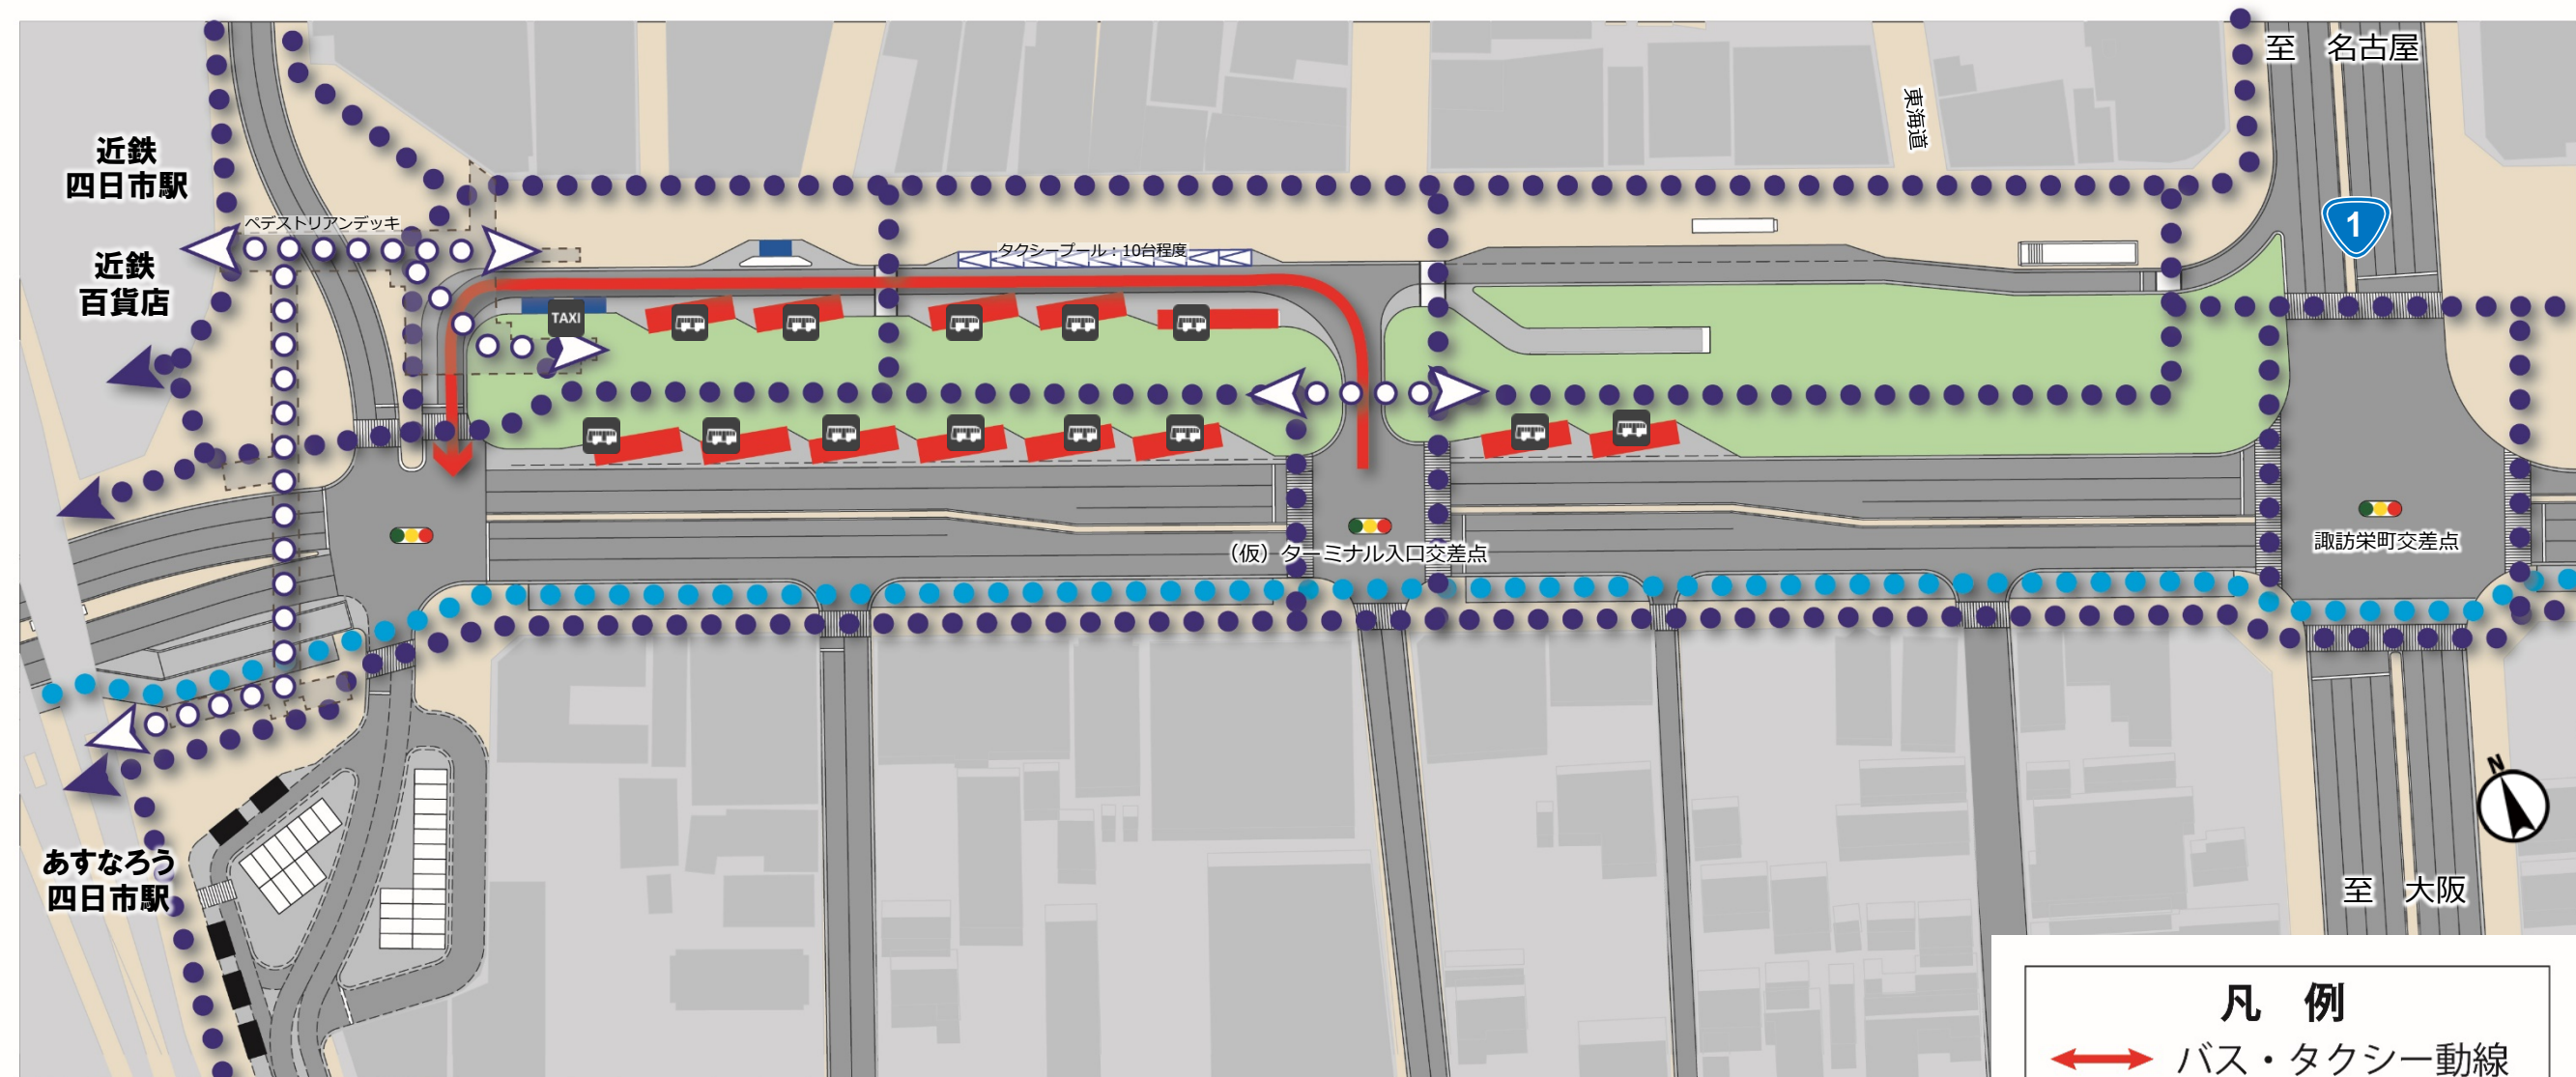 至　名古屋
東海道
近鉄
四日市駅
ペデストリアンデッキ
1
近鉄
百貨店
タクシープール：10台程度
TAXI
（仮）ターミナル入口交差点
諏訪栄町交差点
N
あすなろう
四日市駅
至　大阪
凡　例
バス・タクシー動線